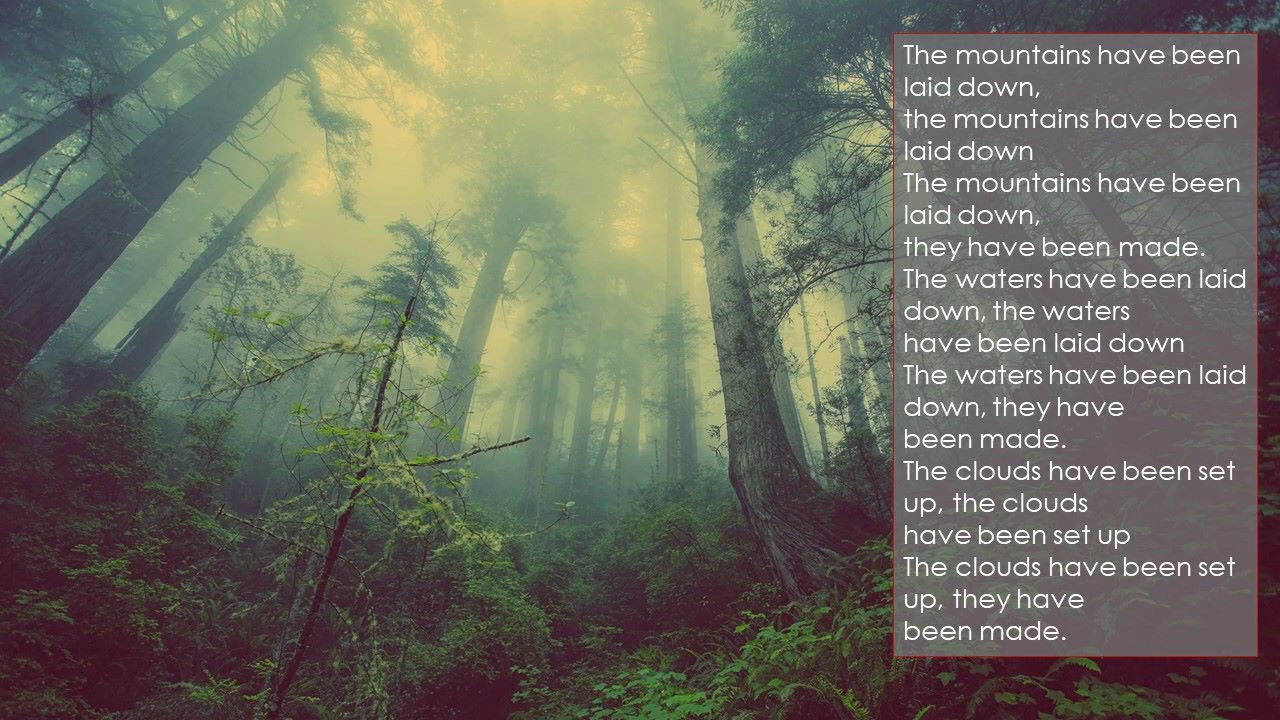 The mountains have been
laid down,
the mountains have been
laid down
The mountains have been
laid down,
they have been made.
The waters have been laid
down, the waters
have been laid down
The waters have been laid
down, they have
been made.
The clouds have been set
up, the clouds
have been set up
The clouds have been set
up, they have
been made.